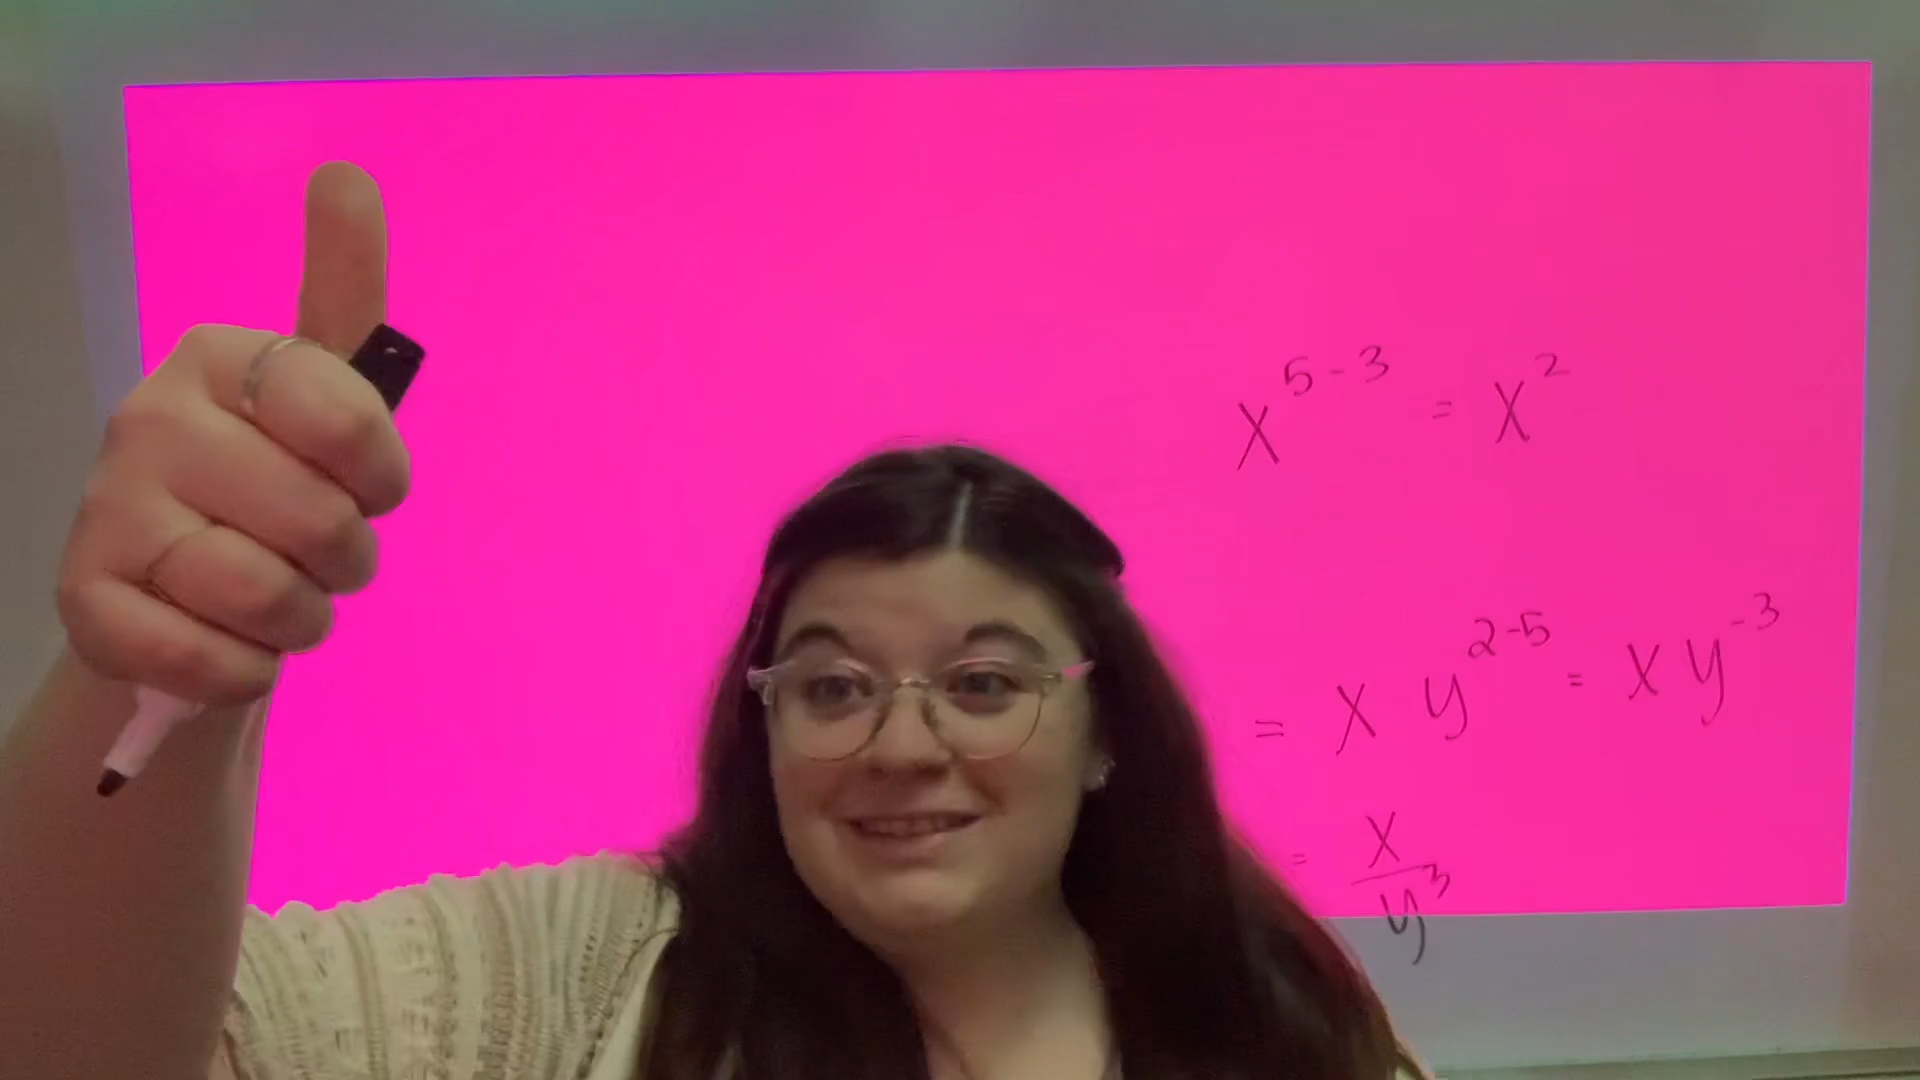 x^{5-3} = x^2
= x y^{2-5} = x y^{-3}
= x/y^3